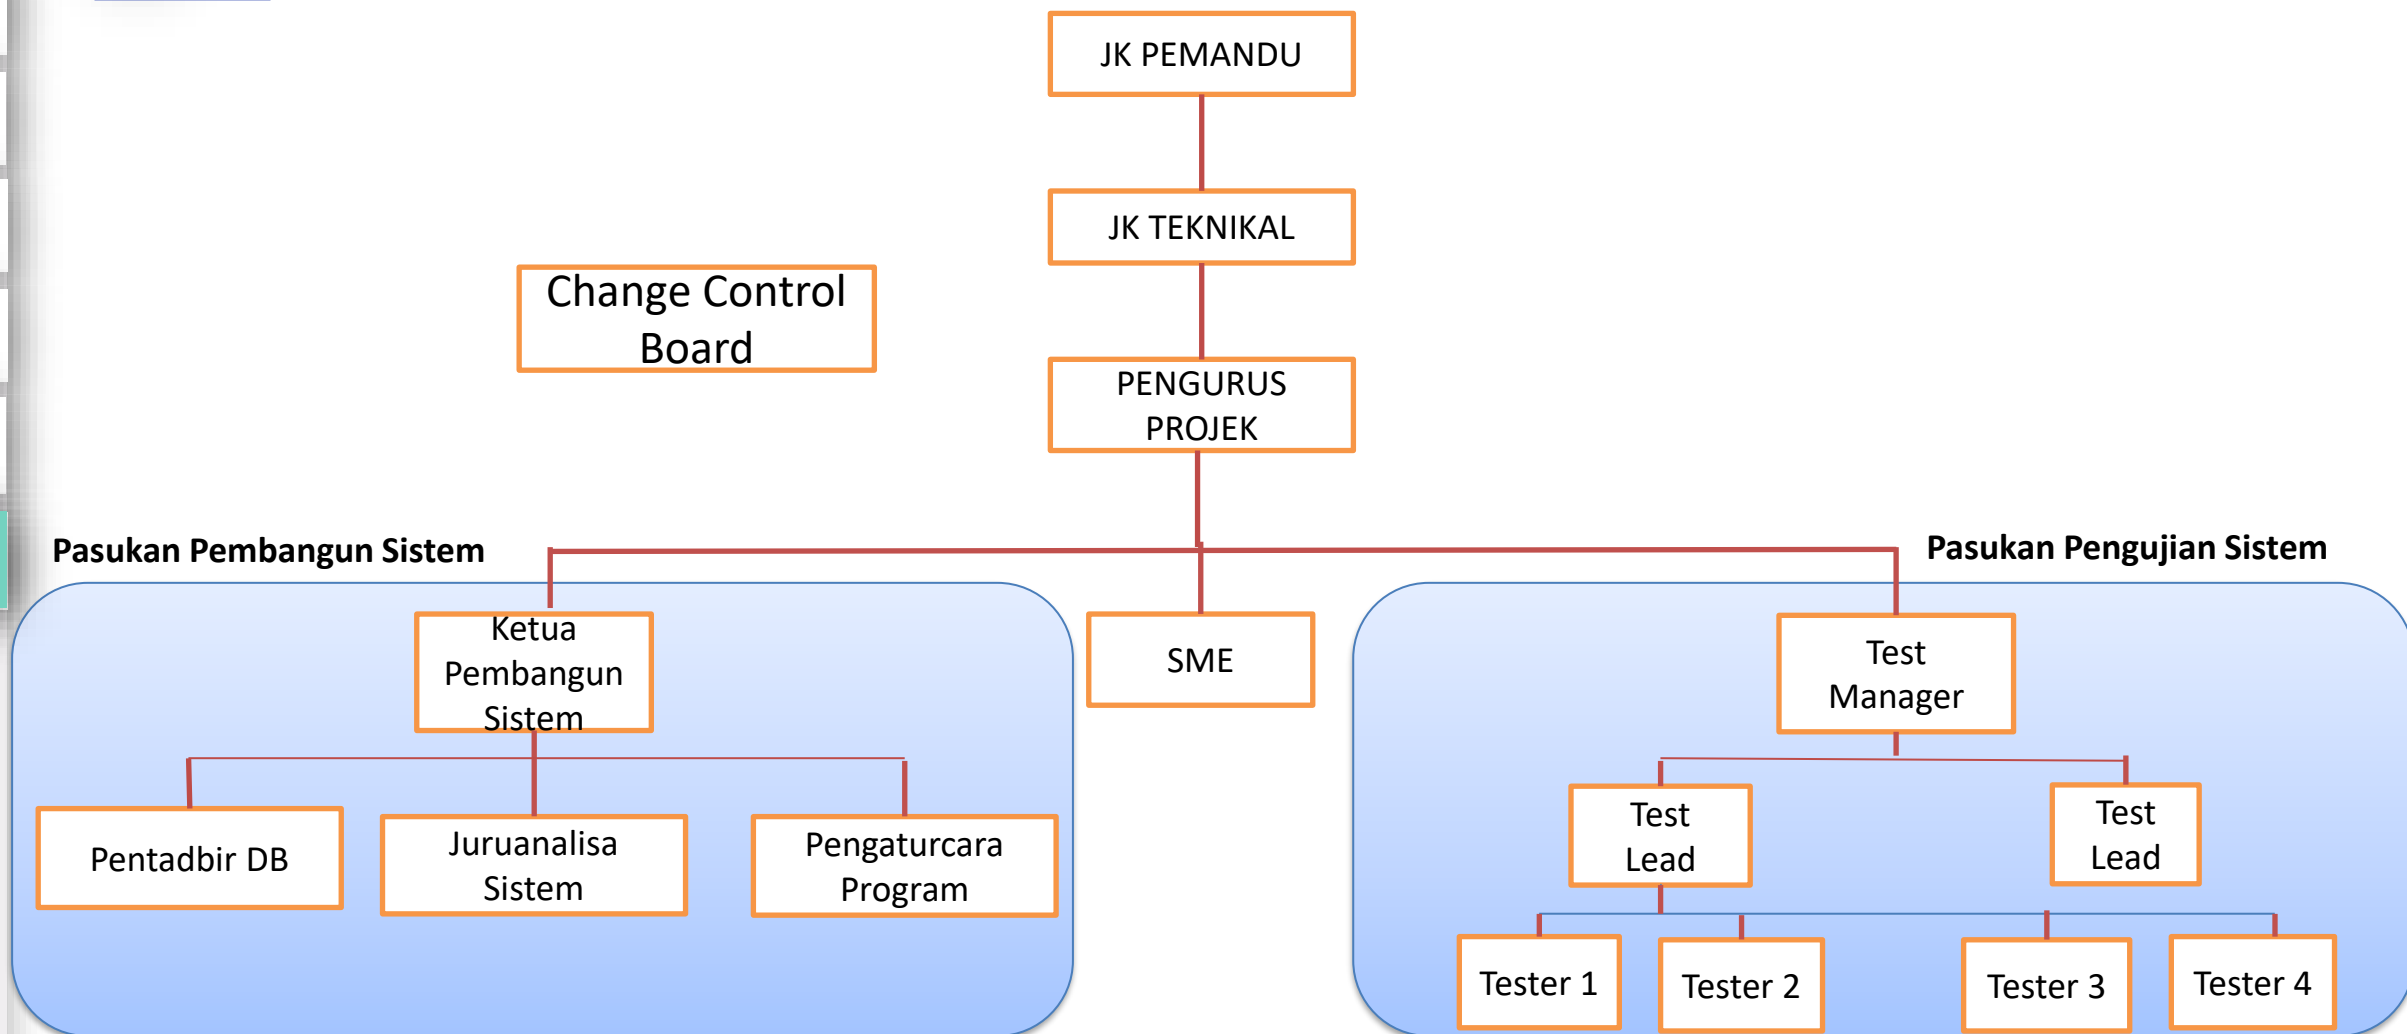 JK PEMANDU
JK TEKNIKAL
Change Control
Board
PENGURUS
PROJEK
Pasukan Pembangun Sistem
Pasukan Pengujian Sistem
Ketua
Pembangun
Sistem
SME
Test
Manager
Pentadbir DB
Juruanalisa
Sistem
Pengaturcara
Program
Test
Lead
Test
Lead
Tester 1
Tester 2
Tester 3
Tester 4